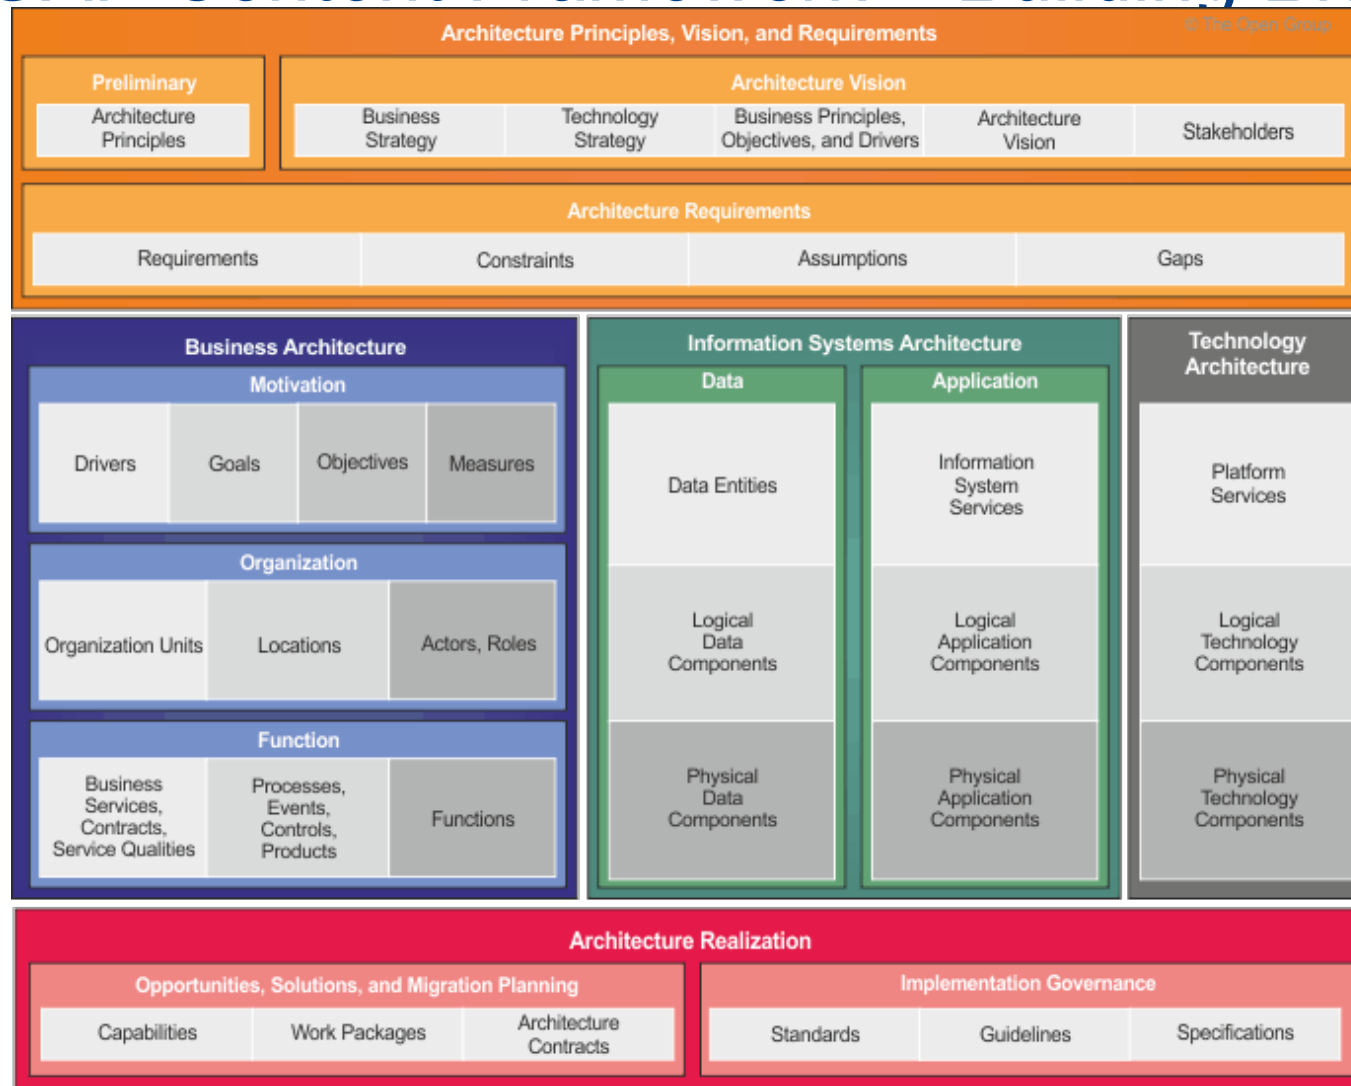 © The Open Group
Architecture Principles, Vision, and Requirements
Preliminary
Architecture
Principles
Architecture Vision
Business
Strategy
Technology
Strategy
Business Principles,
Objectives, and Drivers
Architecture
Vision
Stakeholders
Architecture Requirements
Requirements
Constraints
Assumptions
Gaps
Business Architecture
Motivation
Drivers
Goals
Objectives
Measures
Organization
Organization Units
Locations
Actors, Roles
Function
Business
Services,
Contracts,
Service Qualities
Processes,
Events,
Controls,
Products
Functions
Information Systems Architecture
Data
Data Entities
Logical
Data
Components
Physical
Data
Components
Application
Information
System
Services
Logical
Application
Components
Physical
Application
Components
Technology
Architecture
Platform
Services
Logical
Technology
Components
Physical
Technology
Components
Architecture Realization
Opportunities, Solutions, and Migration Planning
Capabilities
Work Packages
Architecture
Contracts
Implementation Governance
Standards
Guidelines
Specifications